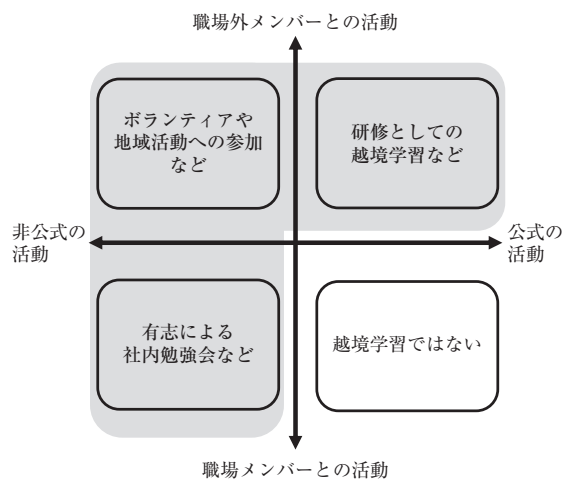 職場外メンバーとの活動
ボランティアや
地域活動への参加
など
研修としての
越境学習など
非公式の
活動
公式の
活動
有志による
社内勉強会など
越境学習ではない
職場メンバーとの活動